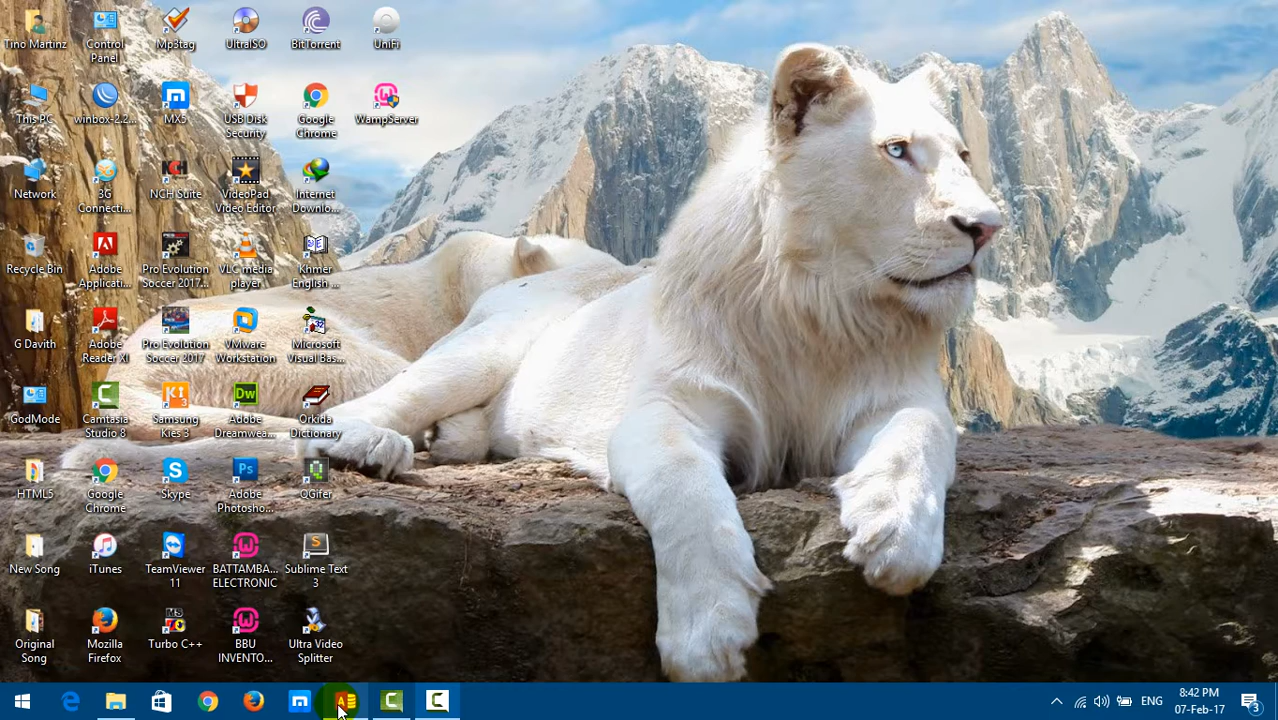 Tino Martinz
Control
Panel
Mp3tag
UltraISO
BitTorrent
UniFi
This PC
winbox-2.2...
MX5
USB Disk
Security
Google
Chrome
WampServer
Network
3G
Connecti...
NCH Suite
VideoPad
Video Editor
Internet
Downlo...
Recycle Bin
Adobe
Applicati...
Pro Evolution
Soccer 2017...
VLC media
player
Khmer
English ...
G Davith
Adobe
Reader XI
Pro Evolution
Soccer 2017
VMware
Workstation
Microsoft
Visual Bas...
GodMode
Camtasia
Studio 8
Samsung
Kies 3
Adobe
Dreamwea...
Orkida
Dictionary
HTML5
Google
Chrome
Skype
Adobe
Photosho...
QGifer
New Song
iTunes
TeamViewer
11
BATTAMBA...
ELECTRONIC
Sublime Text
3
Original
Song
Mozilla
Firefox
Turbo C++
BBU
INVENTO...
Ultra Video
Splitter
ENG
8:42 PM
07-Feb-17
3